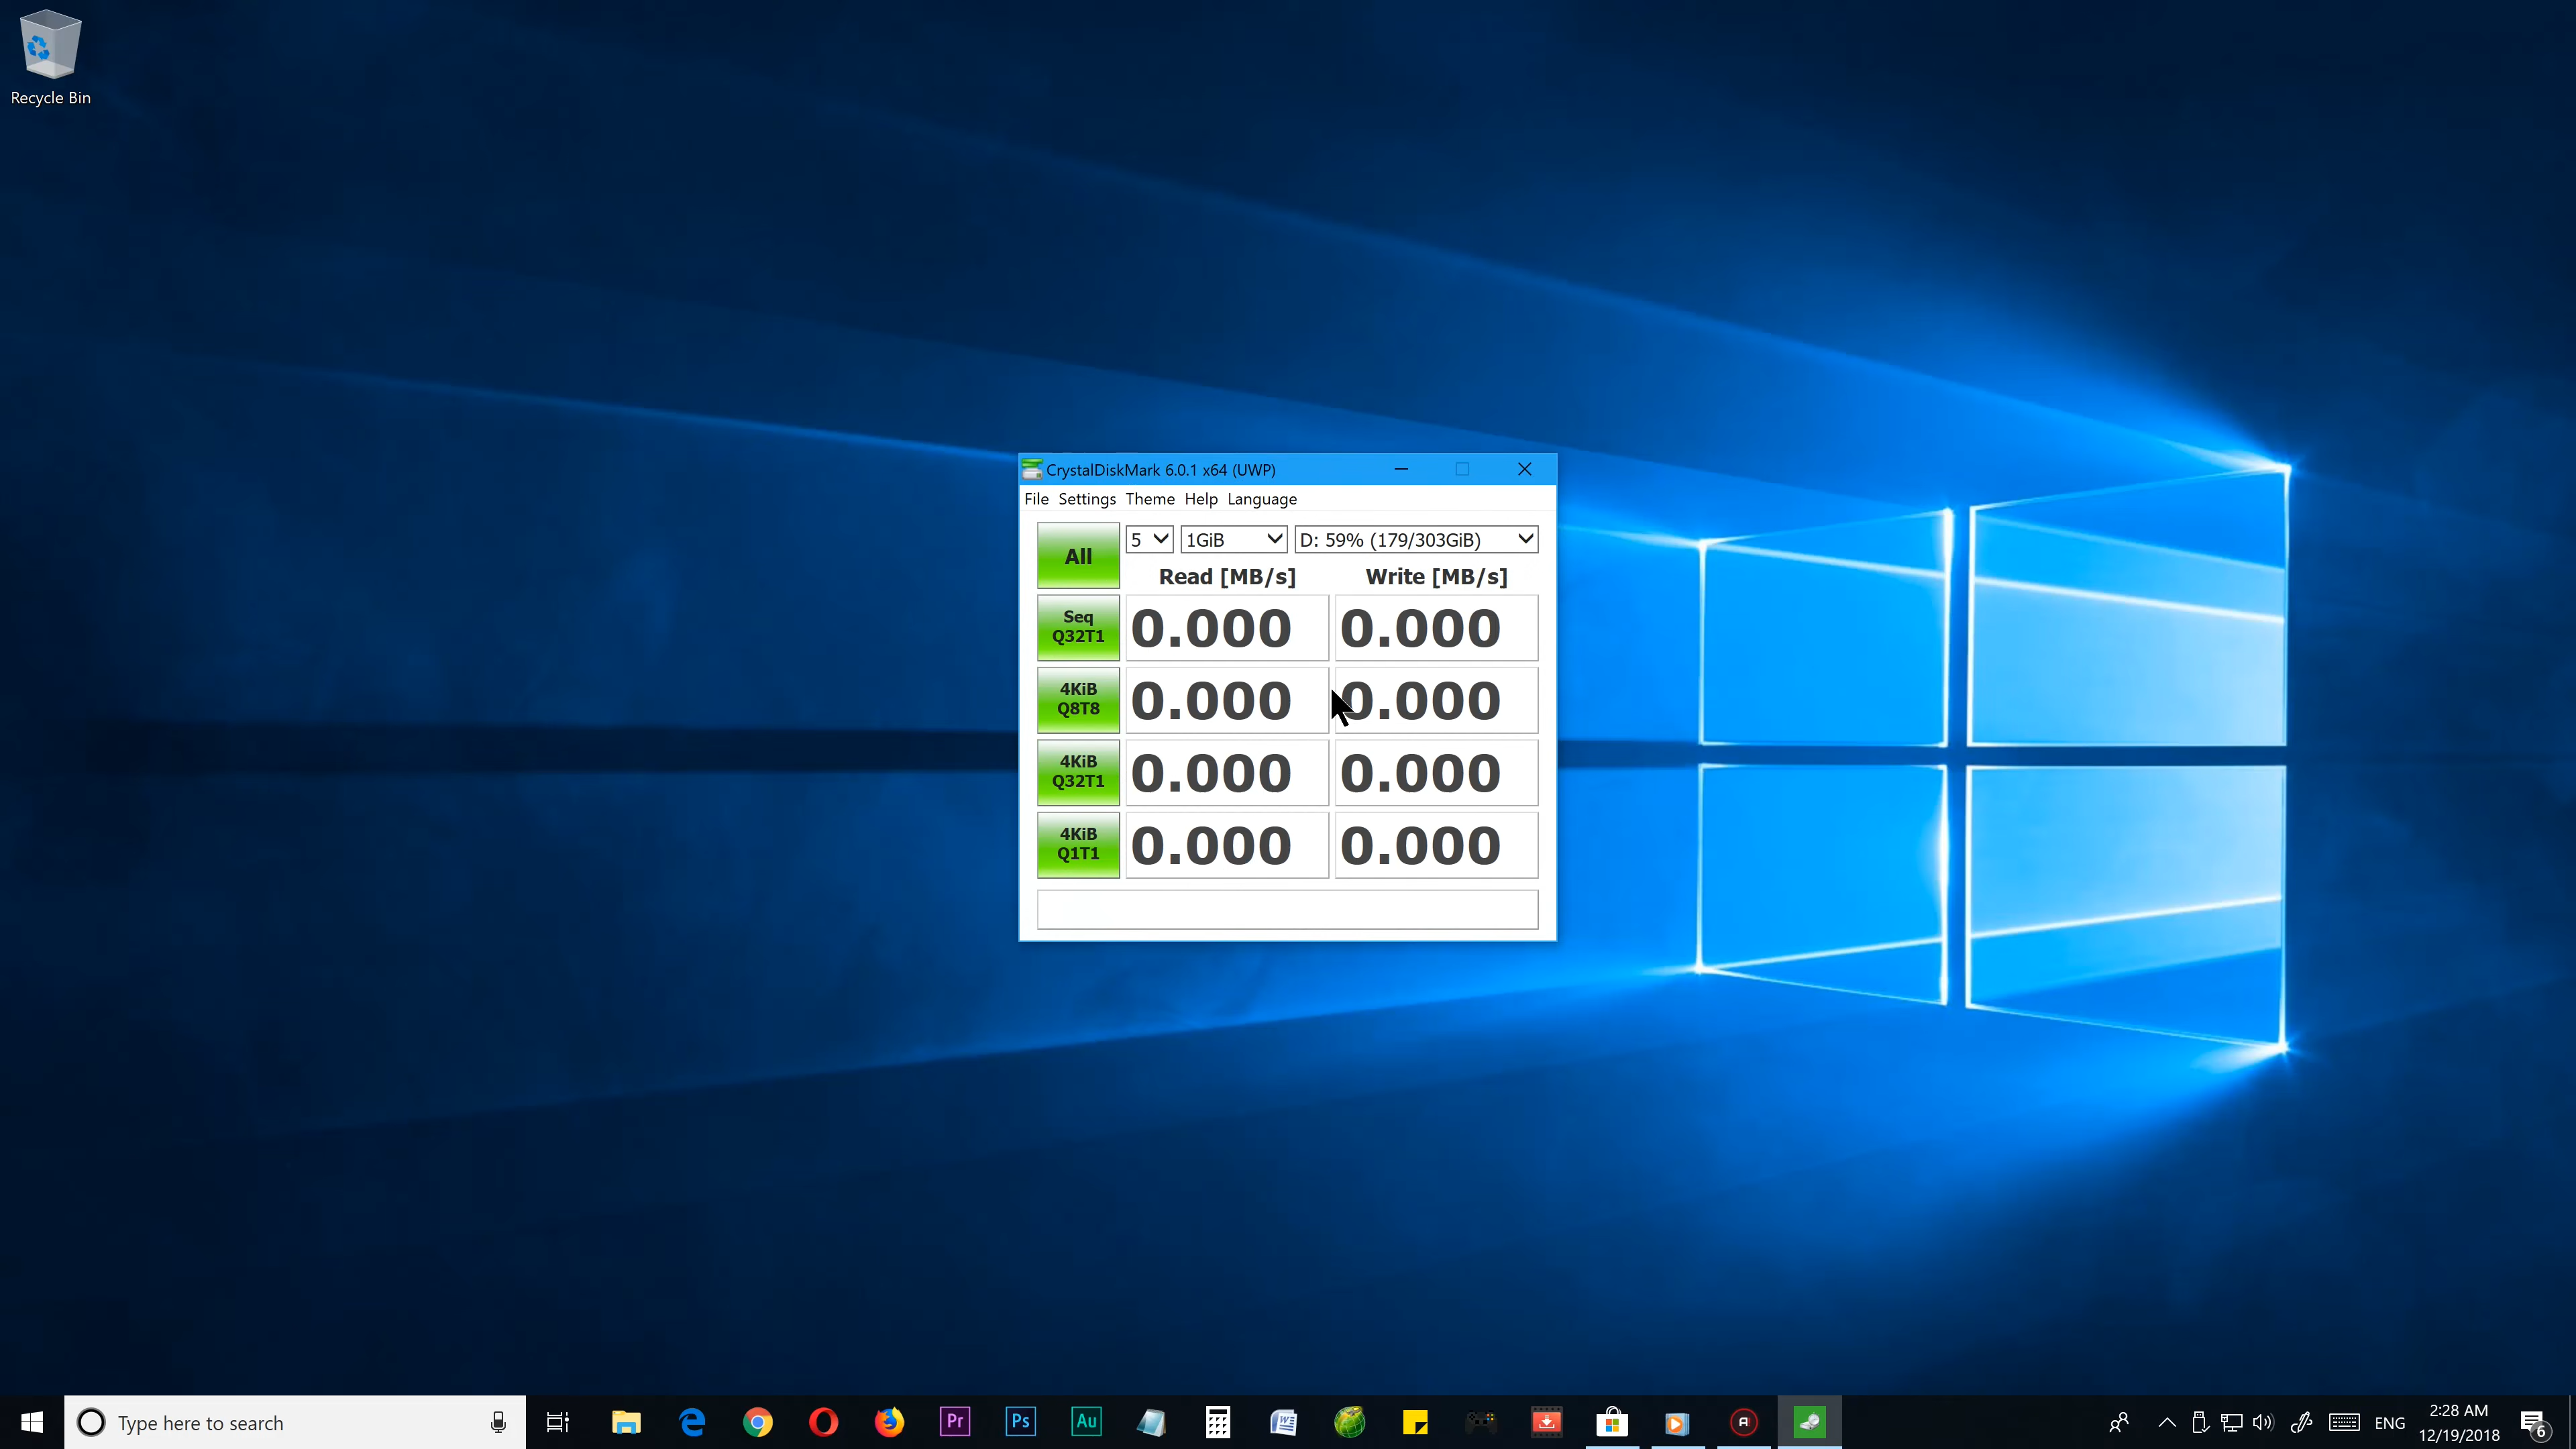 Recycle Bin
CrystalDiskMark 6.0.1 x64 (UWP)
File Settings Theme Help Language
All
5
1GiB
D: 59% (179/303GiB)
Read [MB/s]
Write [MB/s]
Seq
Q32T1
0.000
0.000
4KiB
Q8T8
0.000
0.000
4KiB
Q32T1
0.000
0.000
4KiB
Q1T1
0.000
0.000
Type here to search
Pr
Ps
Au
W
A
ENG
2:28 AM
12/19/2018
6